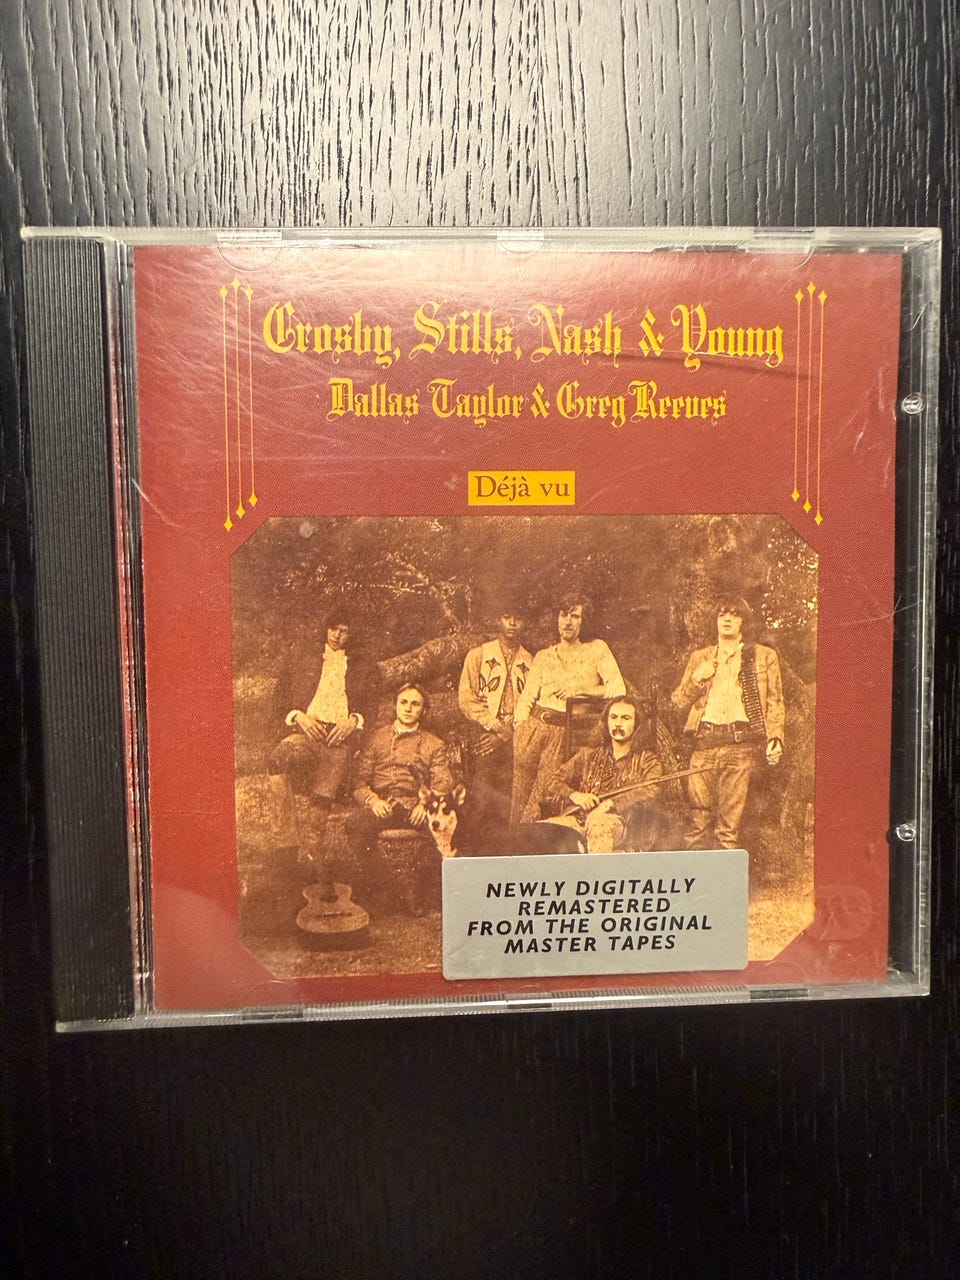 Crosby, Stills, Nash & Young
Dallas Taylor & Greg Reeves
Déjà vu
NEWLY DIGITALLY
REMASTERED
FROM THE ORIGINAL
MASTER TAPES